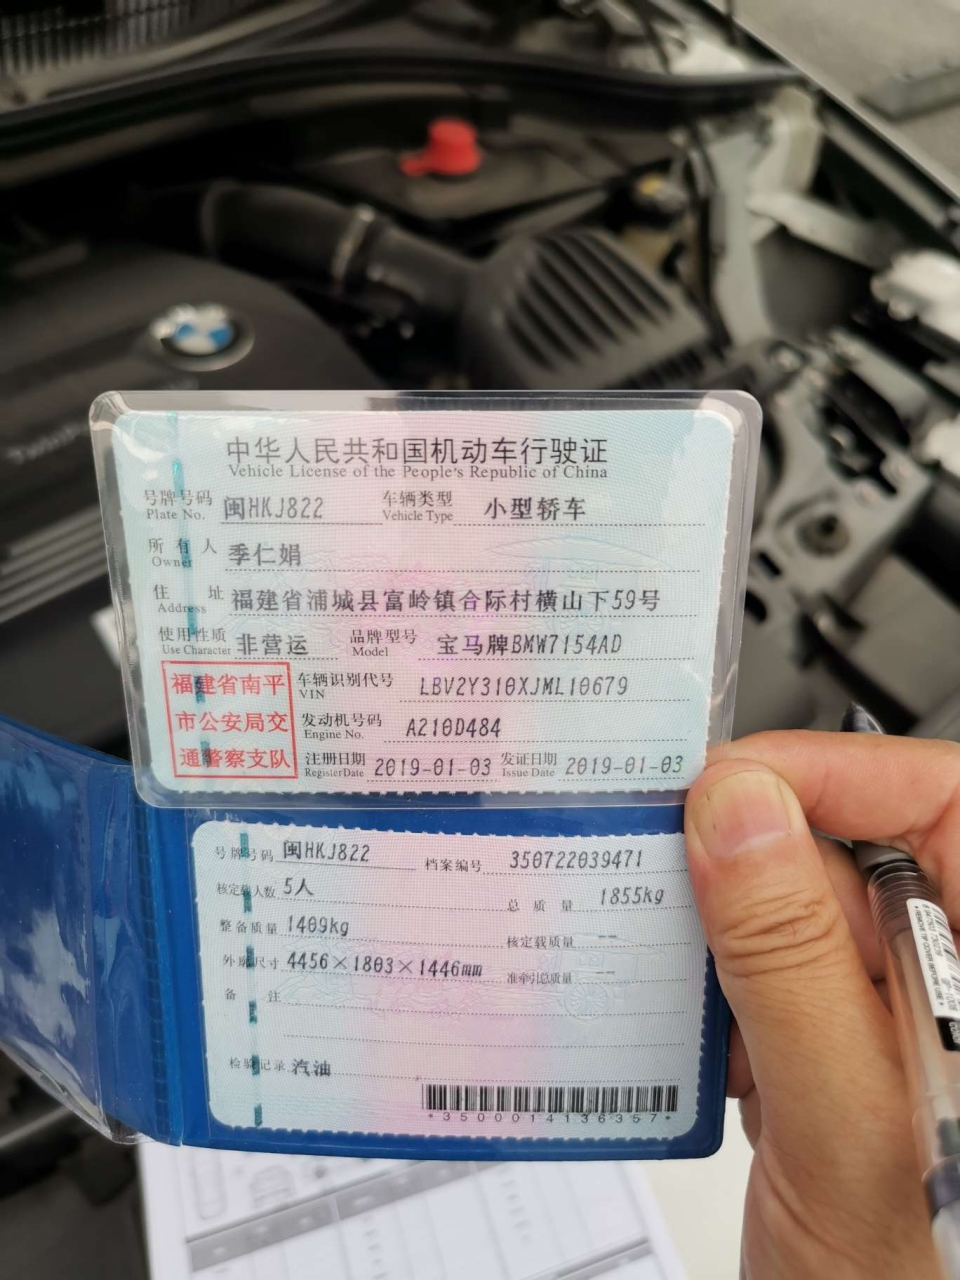 中华人民共和国机动车行驶证
Vehicle License of the People's Republic of China
号牌号码 Plate No. 闽HKJ822 车辆类型 Vehicle Type 小型轿车
所有人 Owner 季仁娟
住址 Address 福建省浦城县富岭镇合际村横山下59号
使用性质 Use Character 非营运 品牌型号 Model 宝马牌BMW7154AD
福建省南平
市公安局交
通警察支队
车辆识别代号 VIN LBV2Y310XJML10679
发动机号码 Engine No. A210D484
注册日期 Register Date 2019-01-03 发证日期 Issue Date 2019-01-03
号牌号码 闽HKJ822 档案编号 350722039471
核定载人数 5人 总质量 1855kg
整备质量 1409kg 核定载质量 --
外廓尺寸 4456×1803×1446mm 准牵引总质量 --
备注
检验记录 汽油
*3500014136357*